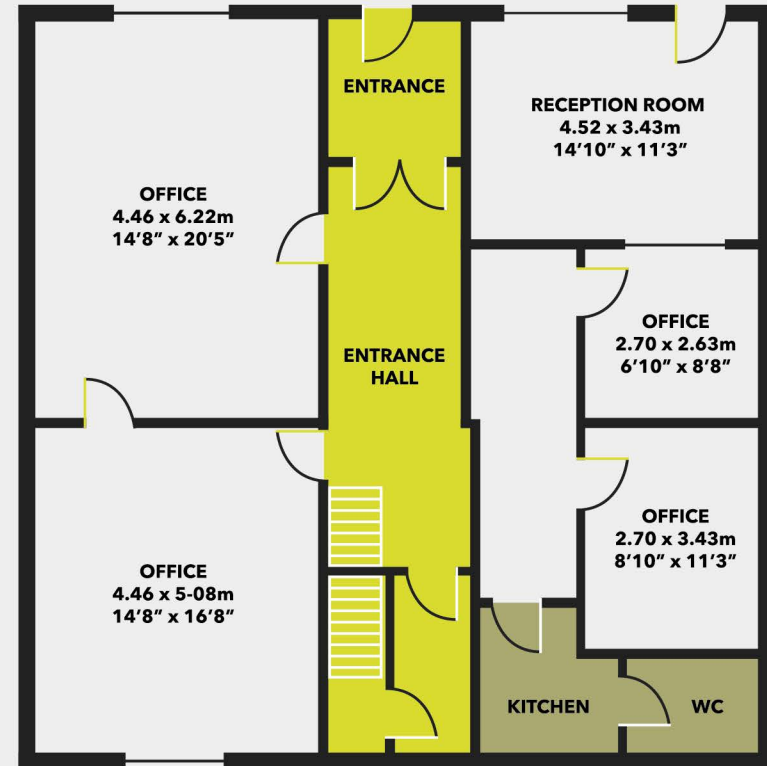 ENTRANCE
RECEPTION ROOM
4.52 x 3.43m
14’10” x 11’3”
OFFICE
4.46 x 6.22m
14’8” x 20’5”
OFFICE
2.70 x 2.63m
6’10” x 8’8”
ENTRANCE
HALL
OFFICE
2.70 x 3.43m
8’10” x 11’3”
OFFICE
4.46 x 5-08m
14’8” x 16’8”
KITCHEN
WC